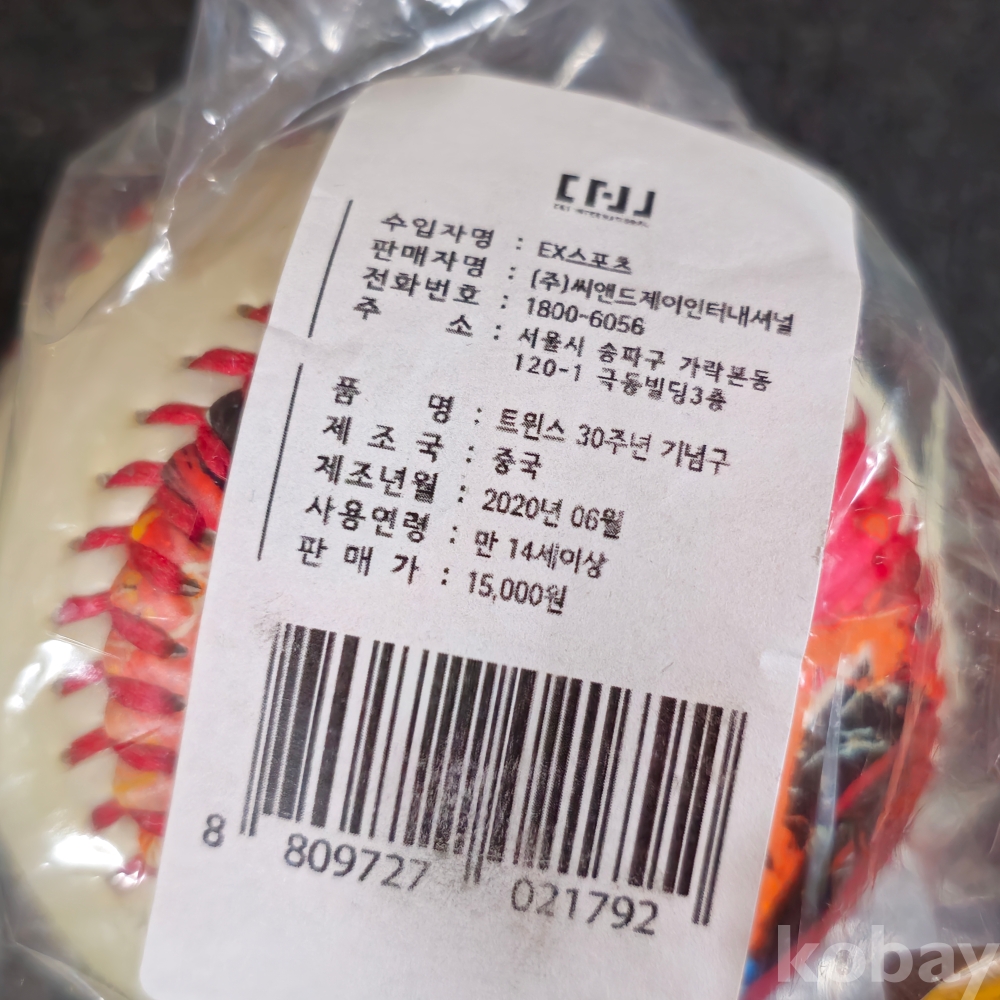 수입자명 : EX스포츠
판매자명 : (주)씨앤드제이인터내셔널
전화번호 : 1800-6056
주 소 : 서울시 송파구 가락본동
120-1 극동빌딩3층
품 명 : 트윈스 30주년 기념구
제 조 국 : 중국
제조년월 : 2020년 06월
사용연령 : 만 14세이상
판 매 가 : 15,000원
8 809727 021792
kobay